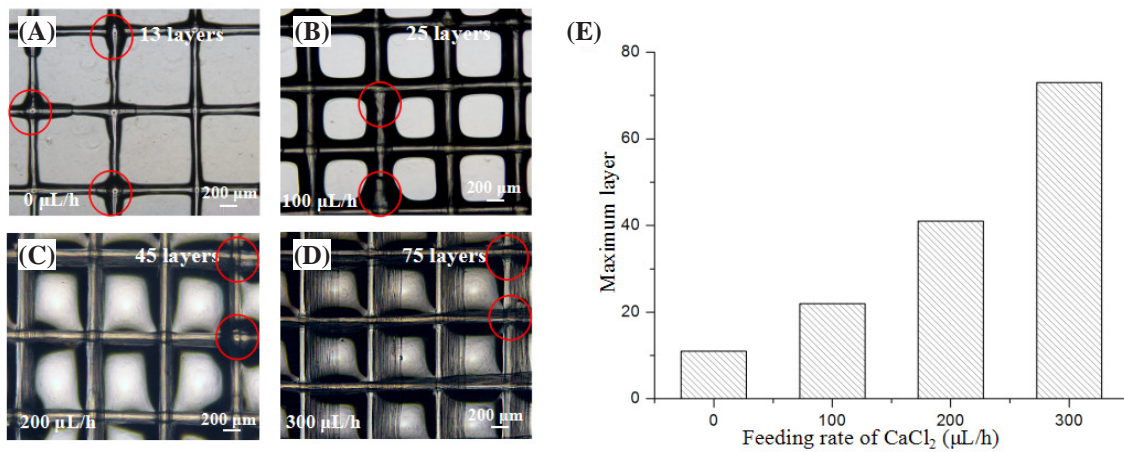 (A)
13 layers
0 μL/h
200 μm
(B)
25 layers
100 μL/h
200 μm
(C)
45 layers
200 μL/h
200 μm
(D)
75 layers
300 μL/h
200 μm
(E)
Maximum layer
80
60
40
20
0
0 100 200 300
Feeding rate of CaCl₂ (μL/h)